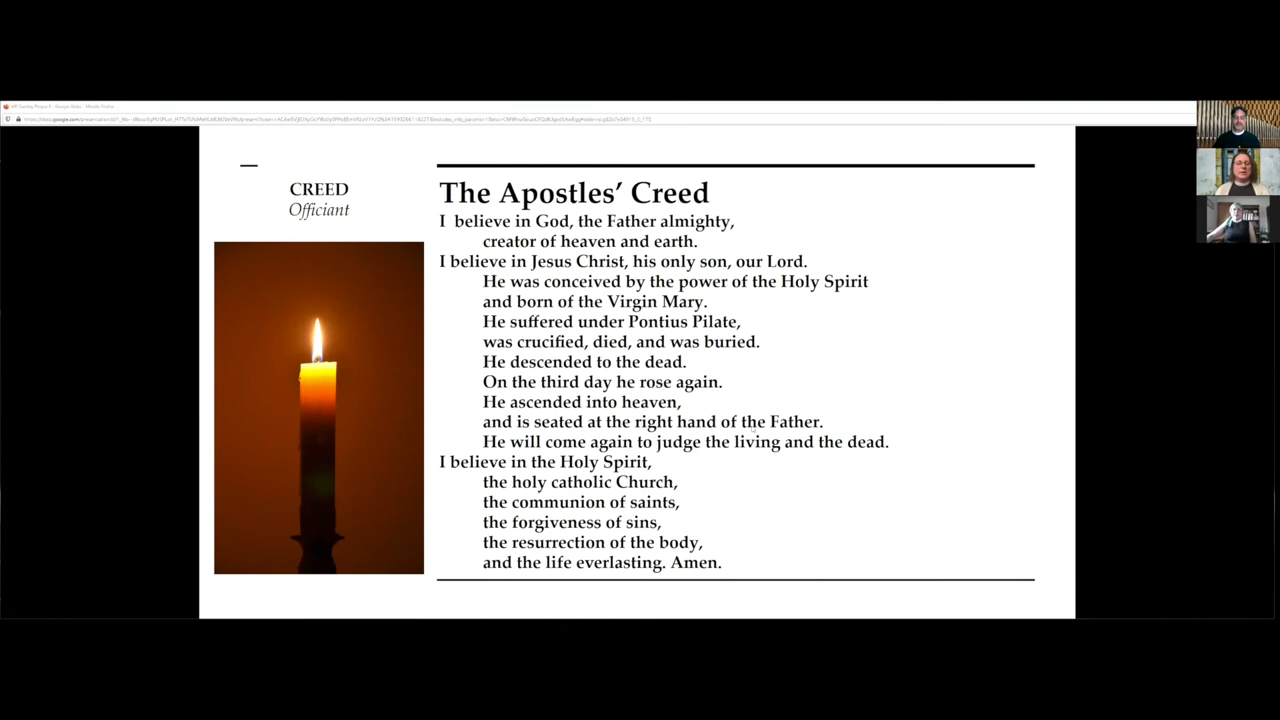 CREED
Officiant
The Apostles’ Creed
I believe in God, the Father almighty,
creator of heaven and earth.
I believe in Jesus Christ, his only son, our Lord.
He was conceived by the power of the Holy Spirit
and born of the Virgin Mary.
He suffered under Pontius Pilate,
was crucified, died, and was buried.
He descended to the dead.
On the third day he rose again.
He ascended into heaven,
and is seated at the right hand of the Father.
He will come again to judge the living and the dead.
I believe in the Holy Spirit,
the holy catholic Church,
the communion of saints,
the forgiveness of sins,
the resurrection of the body,
and the life everlasting. Amen.